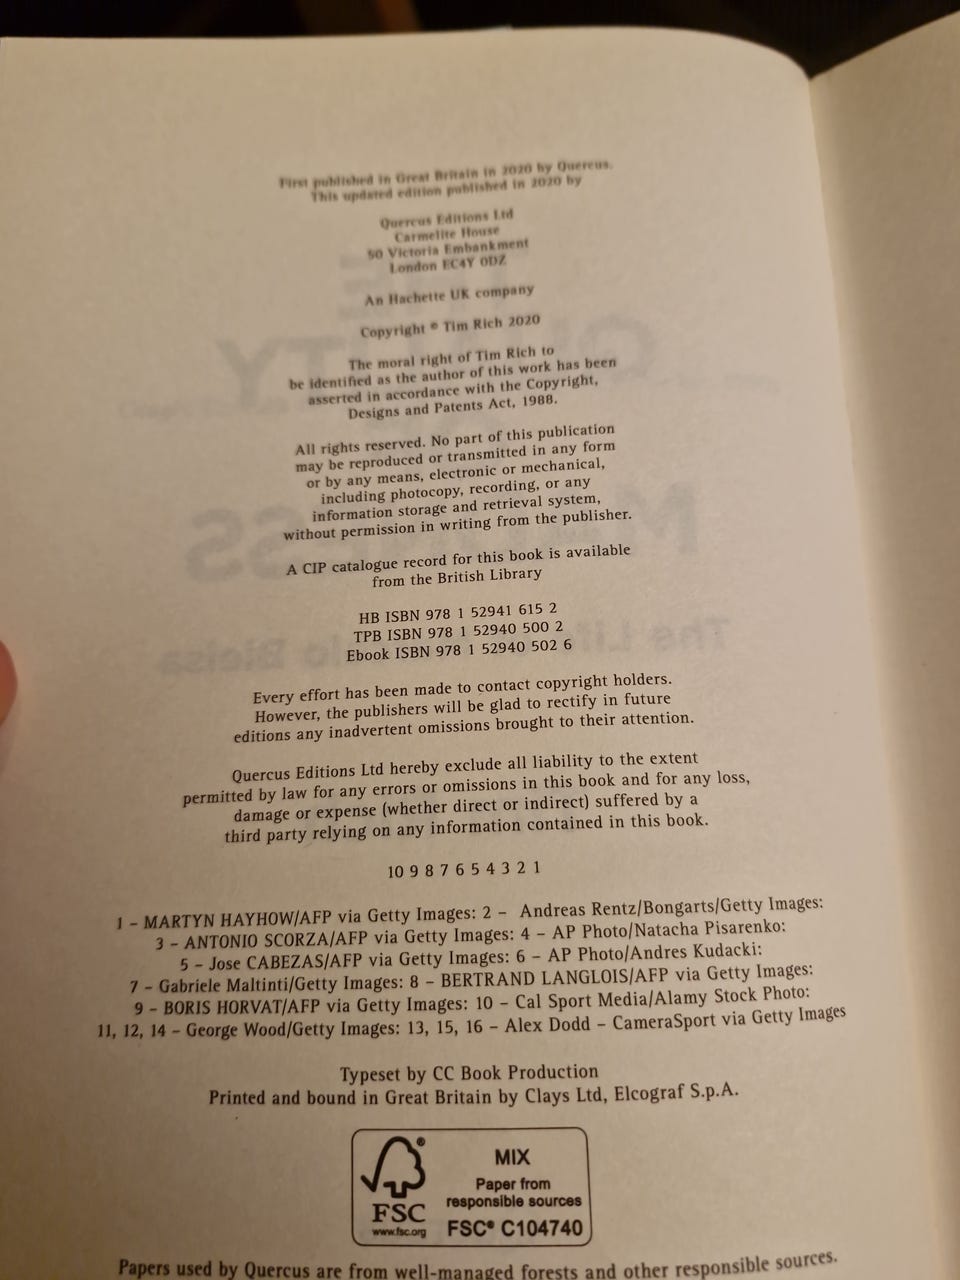 First published in Great Britain in 2020 by Quercus.
This updated edition published in 2020 by
Quercus Editions Ltd
Carmelite House
50 Victoria Embankment
London EC4Y 0DZ
An Hachette UK company
Copyright © Tim Rich 2020
The moral right of Tim Rich to
be identified as the author of this work has been
asserted in accordance with the Copyright,
Designs and Patents Act, 1988.
All rights reserved. No part of this publication
may be reproduced or transmitted in any form
or by any means, electronic or mechanical,
including photocopy, recording, or any
information storage and retrieval system,
without permission in writing from the publisher.
A CIP catalogue record for this book is available
from the British Library
HB ISBN 978 1 52941 615 2
TPB ISBN 978 1 52940 500 2
Ebook ISBN 978 1 52940 502 6
Every effort has been made to contact copyright holders.
However, the publishers will be glad to rectify in future
editions any inadvertent omissions brought to their attention.
Quercus Editions Ltd hereby exclude all liability to the extent
permitted by law for any errors or omissions in this book and for any loss,
damage or expense (whether direct or indirect) suffered by a
third party relying on any information contained in this book.
10 9 8 7 6 5 4 3 2 1
1 – MARTYN HAYHOW/AFP via Getty Images: 2 – Andreas Rentz/Bongarts/Getty Images:
3 – ANTONIO SCORZA/AFP via Getty Images: 4 – AP Photo/Natacha Pisarenko:
5 – Jose CABEZAS/AFP via Getty Images: 6 – AP Photo/Andres Kudacki:
7 – Gabriele Maltinti/Getty Images: 8 – BERTRAND LANGLOIS/AFP via Getty Images:
9 – BORIS HORVAT/AFP via Getty Images: 10 – Cal Sport Media/Alamy Stock Photo:
11, 12, 14 – George Wood/Getty Images: 13, 15, 16 – Alex Dodd – CameraSport via Getty Images
Typeset by CC Book Production
Printed and bound in Great Britain by Clays Ltd, Elcograf S.p.A.
®
FSC
www.fsc.org
MIX
Paper from
responsible sources
FSC® C104740
Papers used by Quercus are from well-managed forests and other responsible sources.